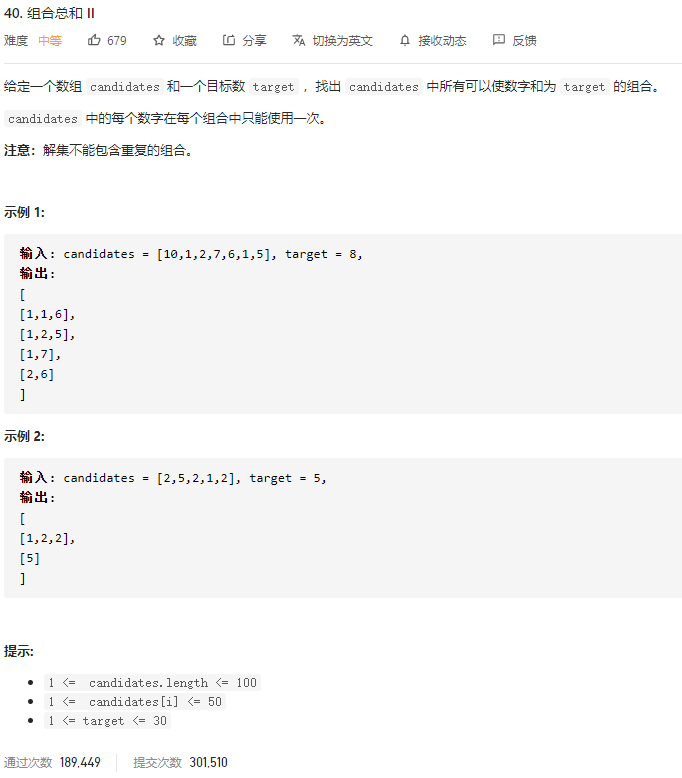 40. 组合总和 II
难度 中等 679 收藏 分享 切换为英文 接收动态 反馈
给定一个数组 candidates 和一个目标数 target ，找出 candidates 中所有可以使数字和为 target 的组合。
candidates 中的每个数字在每个组合中只能使用一次。
注意：解集不能包含重复的组合。
示例 1:
输入: candidates = [10,1,2,7,6,1,5], target = 8,
输出:
[
[1,1,6],
[1,2,5],
[1,7],
[2,6]
]
示例 2:
输入: candidates = [2,5,2,1,2], target = 5,
输出:
[
[1,2,2],
[5]
]
提示:
1 <= candidates.length <= 100
1 <= candidates[i] <= 50
1 <= target <= 30
通过次数 189,449 提交次数 301,510